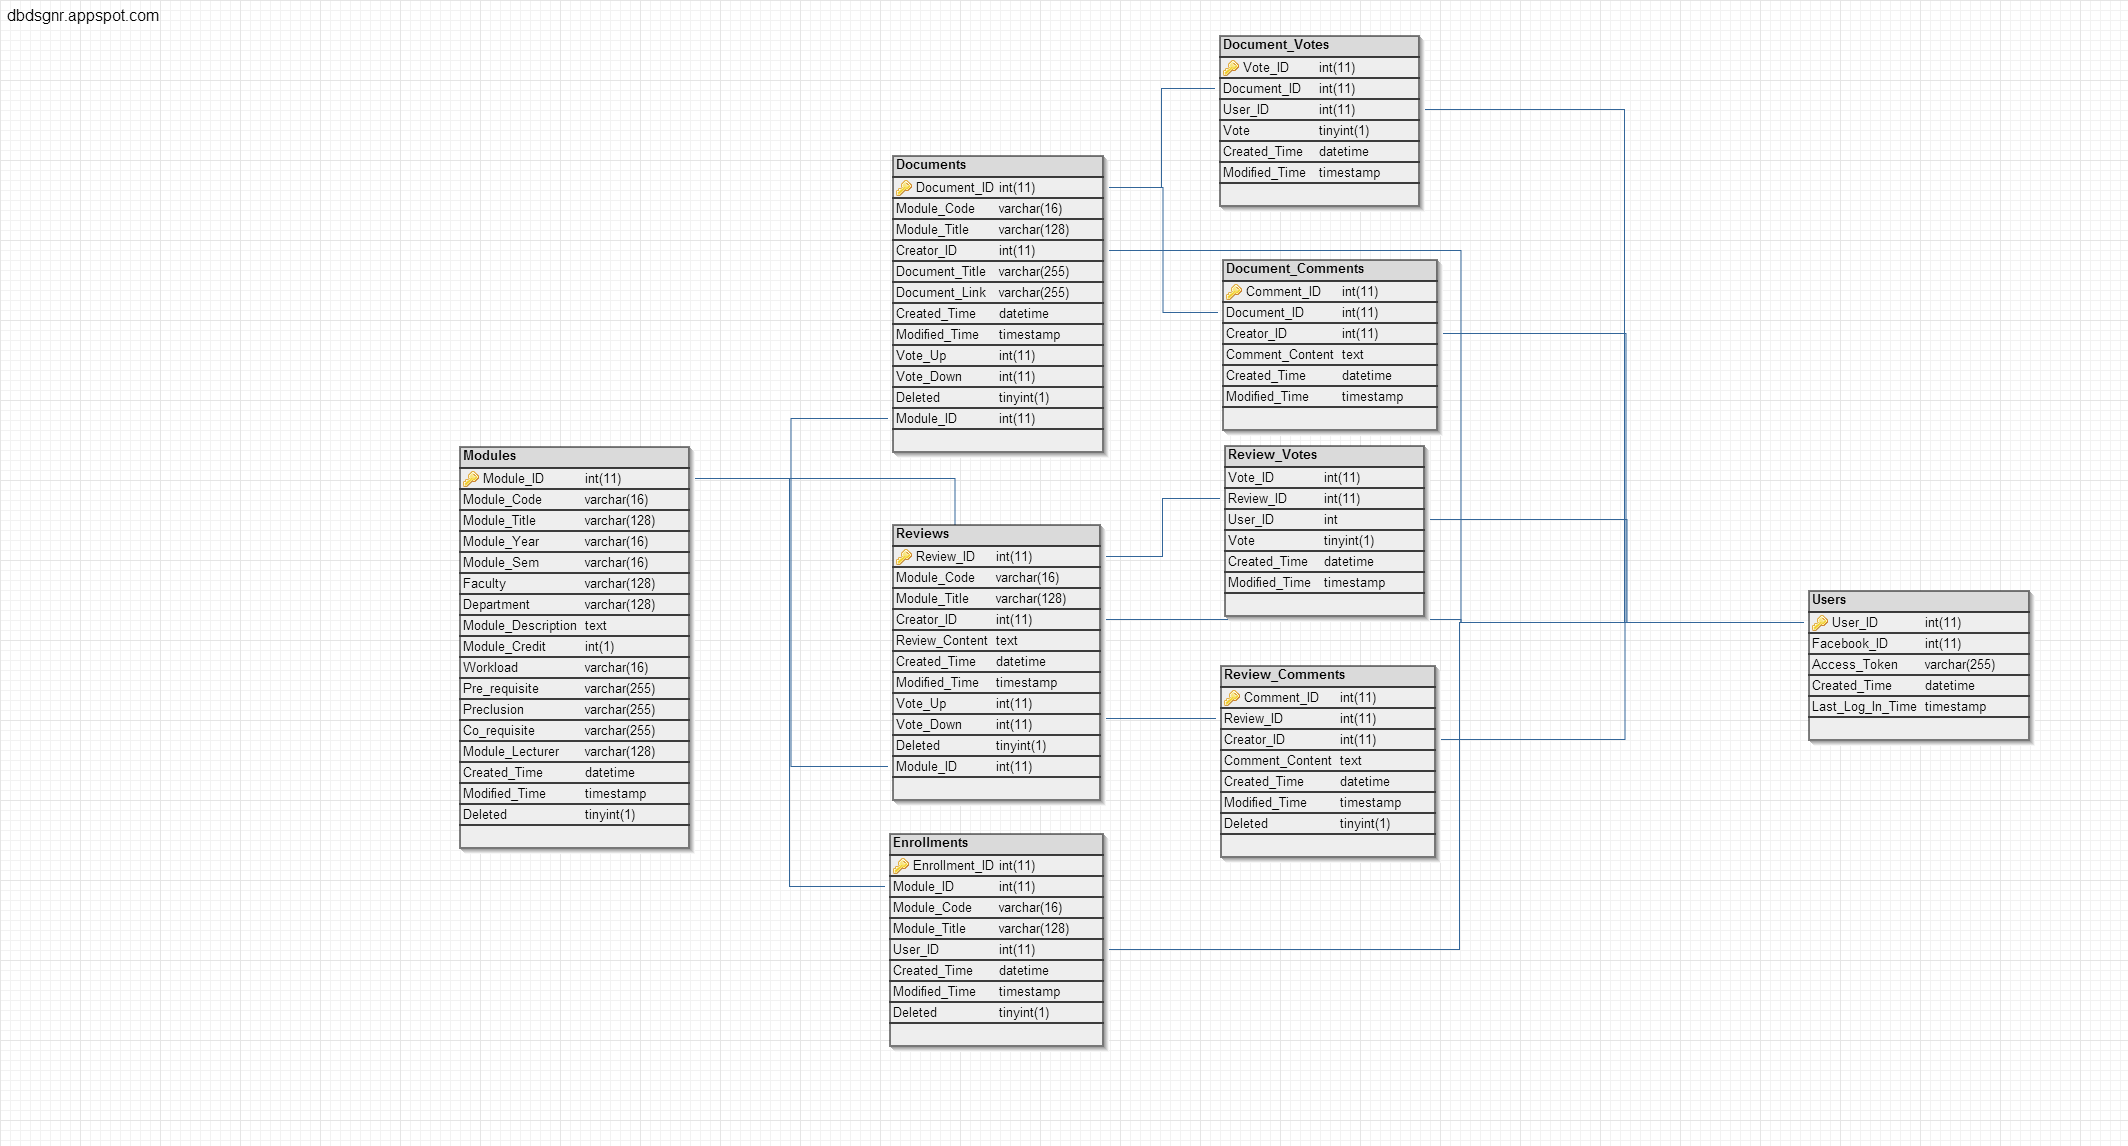 dbdsgnr.appspot.com
Document_Votes
Vote_ID int(11)
Document_ID int(11)
User_ID int(11)
Vote tinyint(1)
Created_Time datetime
Modified_Time timestamp
Documents
Document_ID int(11)
Module_Code varchar(16)
Module_Title varchar(128)
Creator_ID int(11)
Document_Title varchar(255)
Document_Link varchar(255)
Created_Time datetime
Modified_Time timestamp
Vote_Up int(11)
Vote_Down int(11)
Deleted tinyint(1)
Module_ID int(11)
Document_Comments
Comment_ID int(11)
Document_ID int(11)
Creator_ID int(11)
Comment_Content text
Created_Time datetime
Modified_Time timestamp
Modules
Module_ID int(11)
Module_Code varchar(16)
Module_Title varchar(128)
Module_Year varchar(16)
Module_Sem varchar(16)
Faculty varchar(128)
Department varchar(128)
Module_Description text
Module_Credit int(1)
Workload varchar(16)
Pre_requisite varchar(255)
Preclusion varchar(255)
Co_requisite varchar(255)
Module_Lecturer varchar(128)
Created_Time datetime
Modified_Time timestamp
Deleted tinyint(1)
Review_Votes
Vote_ID int(11)
Review_ID int(11)
User_ID int
Vote tinyint(1)
Created_Time datetime
Modified_Time timestamp
Reviews
Review_ID int(11)
Module_Code varchar(16)
Module_Title varchar(128)
Creator_ID int(11)
Review_Content text
Created_Time datetime
Modified_Time timestamp
Vote_Up int(11)
Vote_Down int(11)
Deleted tinyint(1)
Module_ID int(11)
Users
User_ID int(11)
Facebook_ID int(11)
Access_Token varchar(255)
Created_Time datetime
Last_Log_In_Time timestamp
Review_Comments
Comment_ID int(11)
Review_ID int(11)
Creator_ID int(11)
Comment_Content text
Created_Time datetime
Modified_Time timestamp
Deleted tinyint(1)
Enrollments
Enrollment_ID int(11)
Module_ID int(11)
Module_Code varchar(16)
Module_Title varchar(128)
User_ID int(11)
Created_Time datetime
Modified_Time timestamp
Deleted tinyint(1)